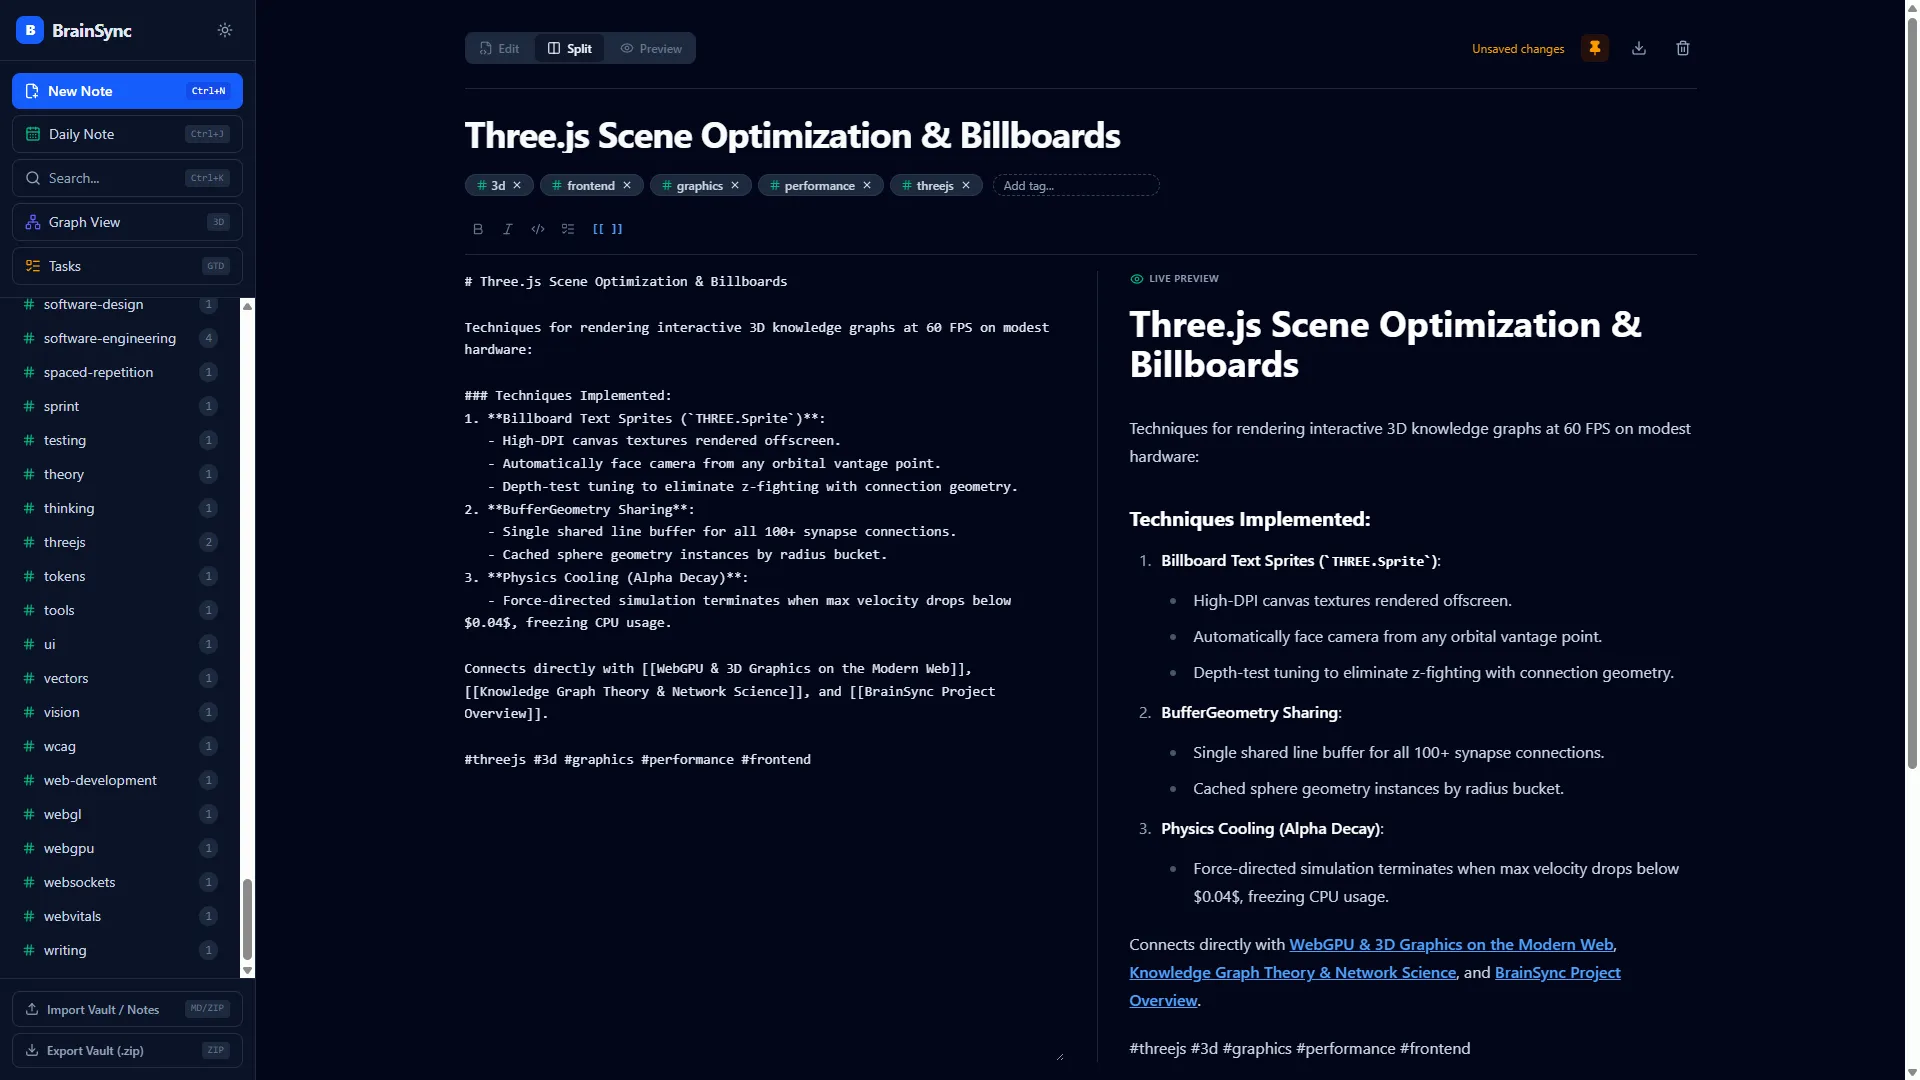 B BrainSync
New Note Ctrl+N
Daily Note Ctrl+J
Search... Ctrl+K
Graph View 3D
Tasks GTD
# software-design 1
# software-engineering 4
# spaced-repetition 1
# sprint 1
# testing 1
# theory 1
# thinking 1
# threejs 2
# tokens 1
# tools 1
# ui 1
# vectors 1
# vision 1
# wcag 1
# web-development 1
# webgl 1
# webgpu 1
# websockets 1
# webvitals 1
# writing 1
Import Vault / Notes MD/ZIP
Export Vault (.zip) ZIP
Edit Split Preview
Unsaved changes
Three.js Scene Optimization & Billboards
# 3d × # frontend × # graphics × # performance × # threejs × Add tag...
B I </> [[ ]]
# Three.js Scene Optimization & Billboards
Techniques for rendering interactive 3D knowledge graphs at 60 FPS on modest
hardware:
### Techniques Implemented:
1. **Billboard Text Sprites (`THREE.Sprite`)**:
- High-DPI canvas textures rendered offscreen.
- Automatically face camera from any orbital vantage point.
- Depth-test tuning to eliminate z-fighting with connection geometry.
2. **BufferGeometry Sharing**:
- Single shared line buffer for all 100+ synapse connections.
- Cached sphere geometry instances by radius bucket.
3. **Physics Cooling (Alpha Decay)**:
- Force-directed simulation terminates when max velocity drops below
$0.04$, freezing CPU usage.
Connects directly with [[WebGPU & 3D Graphics on the Modern Web]],
[[Knowledge Graph Theory & Network Science]], and [[BrainSync Project
Overview]].
#threejs #3d #graphics #performance #frontend
LIVE PREVIEW
Three.js Scene Optimization &
Billboards
Techniques for rendering interactive 3D knowledge graphs at 60 FPS on modest
hardware:
Techniques Implemented:
1. Billboard Text Sprites (`THREE.Sprite`):
• High-DPI canvas textures rendered offscreen.
• Automatically face camera from any orbital vantage point.
• Depth-test tuning to eliminate z-fighting with connection geometry.
2. BufferGeometry Sharing:
• Single shared line buffer for all 100+ synapse connections.
• Cached sphere geometry instances by radius bucket.
3. Physics Cooling (Alpha Decay):
• Force-directed simulation terminates when max velocity drops below
$0.04$, freezing CPU usage.
Connects directly with WebGPU & 3D Graphics on the Modern Web,
Knowledge Graph Theory & Network Science, and BrainSync Project
Overview.
#threejs #3d #graphics #performance #frontend